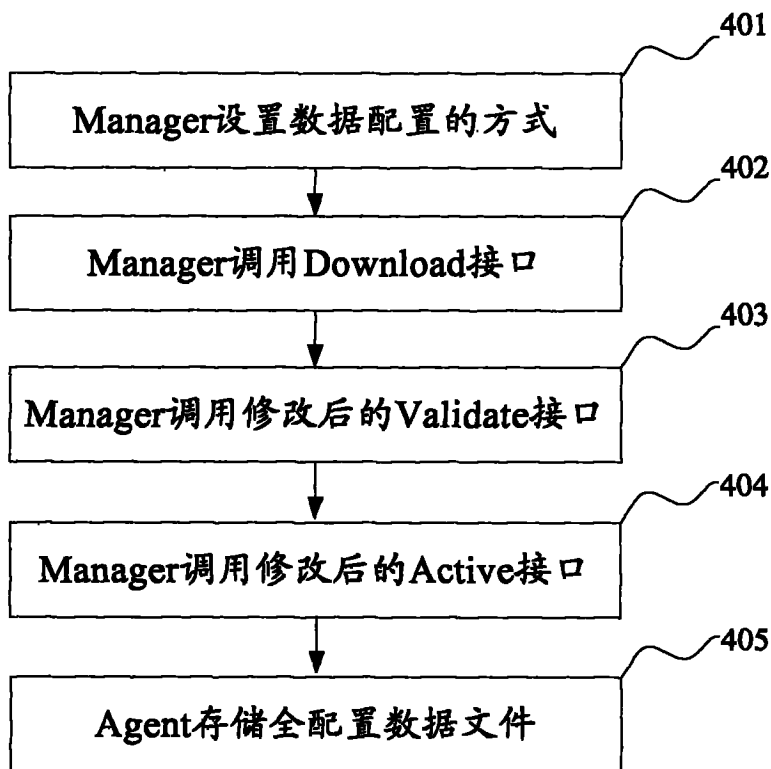 401
Manager设置数据配置的方式
402
Manager调用Download接口
403
Manager调用修改后的Validate接口
404
Manager调用修改后的Active接口
405
Agent存储全配置数据文件